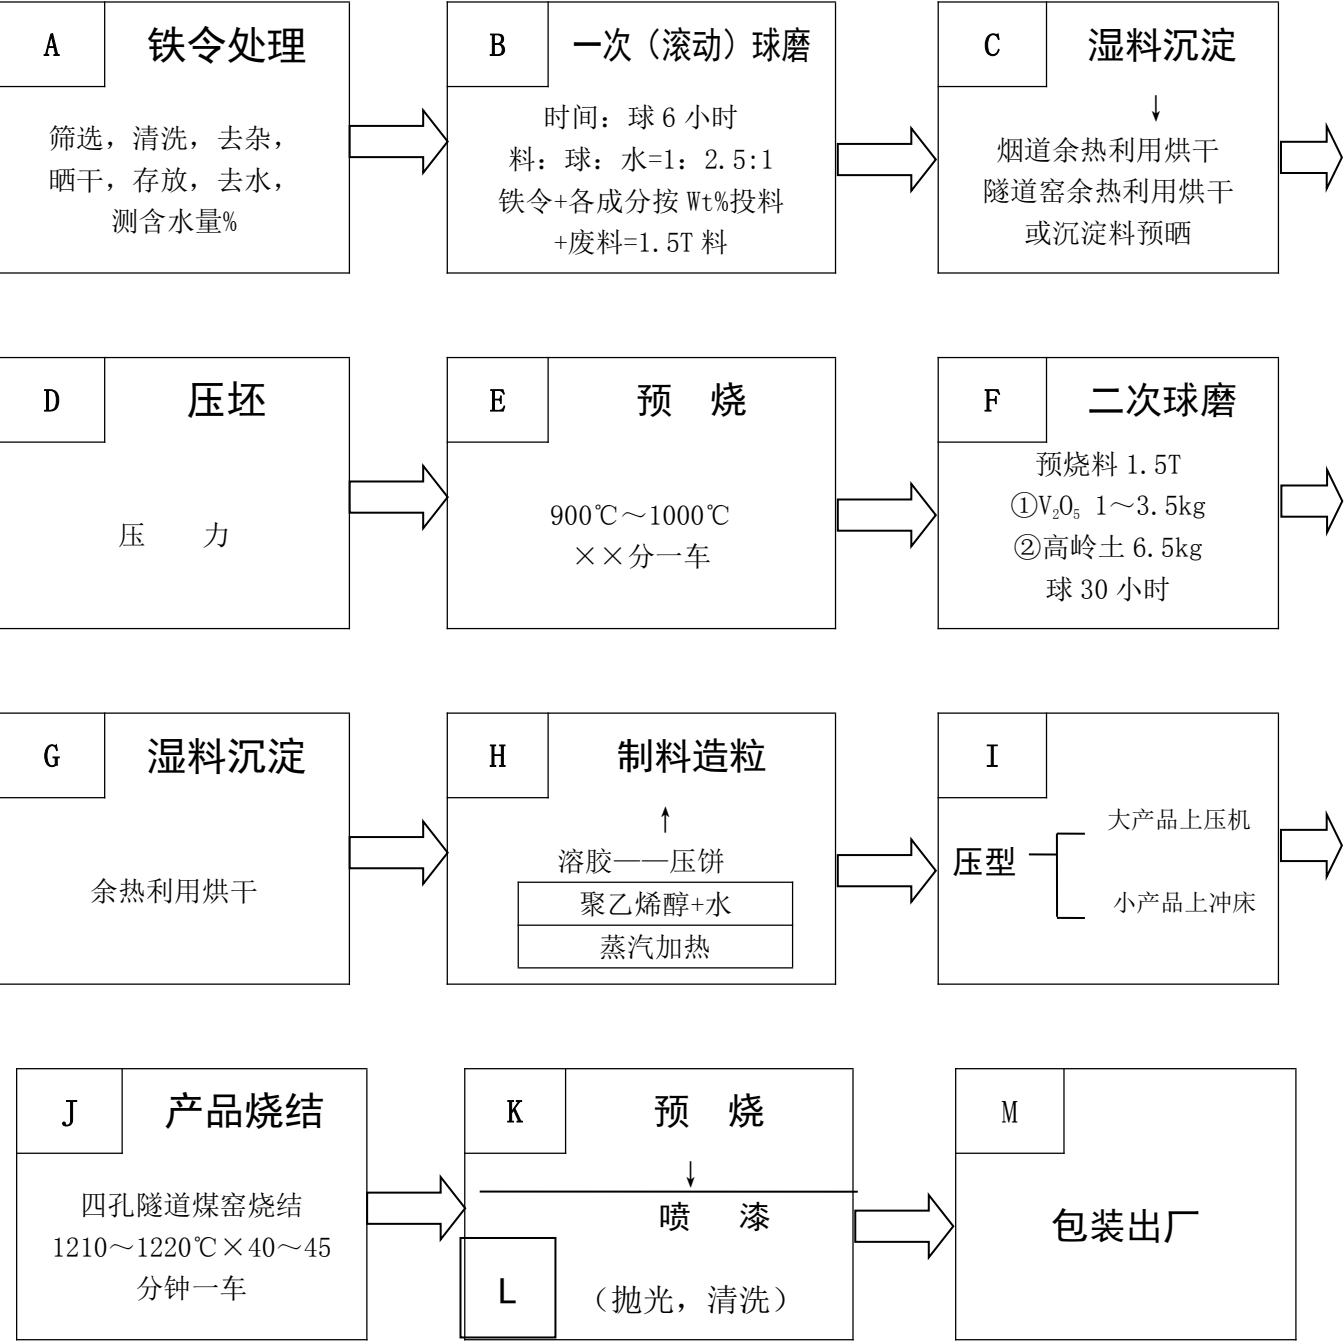 A 铁令处理
筛选，清洗，去杂，
晒干，存放，去水，
测含水量%
B 一次（滚动）球磨
时间：球 6 小时
料：球：水=1：2.5:1
铁令+各成分按 Wt%投料
+废料=1.5T 料
C 湿料沉淀
↓
烟道余热利用烘干
隧道窑余热利用烘干
或沉淀料预晒
D 压坯
压 力
E 预 烧
900℃～1000℃
××分一车
F 二次球磨
预烧料 1.5T
①V₂O₅ 1～3.5kg
②高岭土 6.5kg
球 30 小时
G 湿料沉淀
余热利用烘干
H 制料造粒
↑
溶胶——压饼
聚乙烯醇+水
蒸汽加热
I
大产品上压机
压型
小产品上冲床
J 产品烧结
四孔隧道煤窑烧结
1210～1220℃×40～45
分钟一车
K 预 烧
↓
喷 漆
L （抛光，清洗）
M
包装出厂